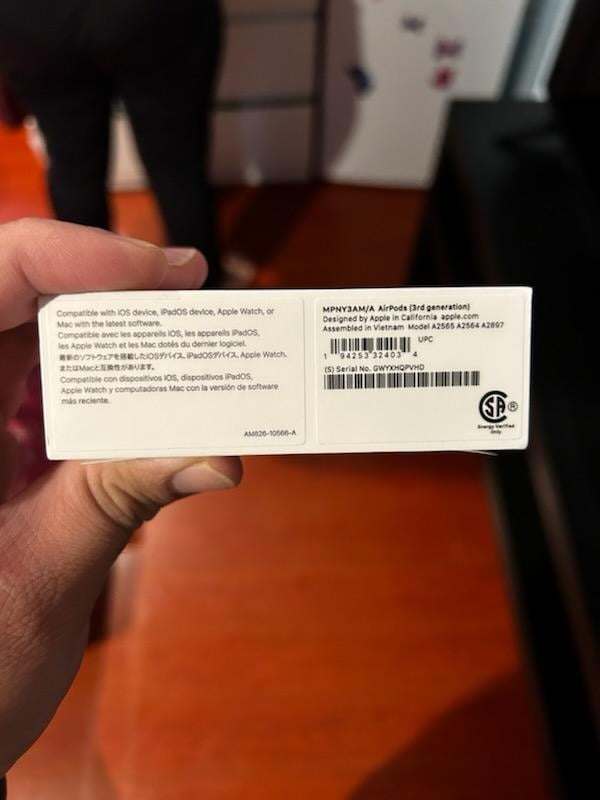 Compatible with iOS device, iPadOS device, Apple Watch, or
Mac with the latest software.
Compatible avec les appareils iOS, les appareils iPadOS,
les Apple Watch et les Mac dotés du dernier logiciel.
最新のソフトウェアを搭載したiOSデバイス、iPadOSデバイス、Apple Watch、
またはMacと互換性があります。
Compatible con dispositivos iOS, dispositivos iPadOS,
Apple Watch y computadoras Mac con la versión de software
más reciente.
AM826-10566-A
MPNY3AM/A AirPods (3rd generation)
Designed by Apple in California apple.com
Assembled in Vietnam Model A2565 A2564 A2897
UPC
1 94253 32403 4
(S) Serial No. GWYXHQPVHD
SA ®
Energy Verified
Only